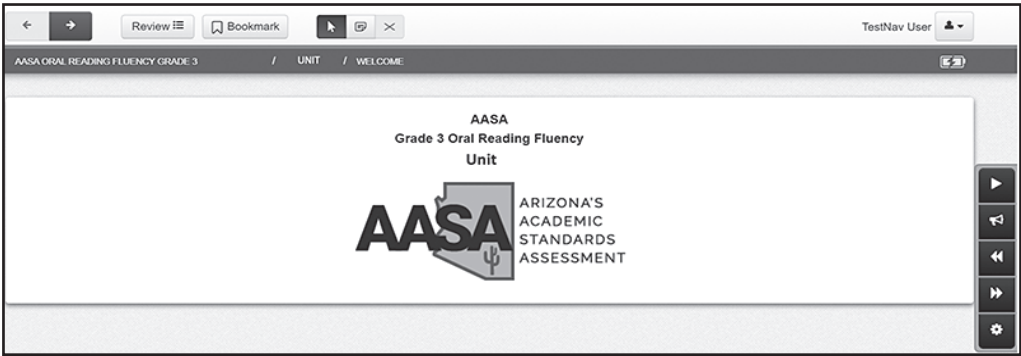 Review Bookmark TestNav User
AASA ORAL READING FLUENCY GRADE 3 / UNIT / WELCOME
AASA
Grade 3 Oral Reading Fluency
Unit
AASA
ARIZONA'S
ACADEMIC
STANDARDS
ASSESSMENT